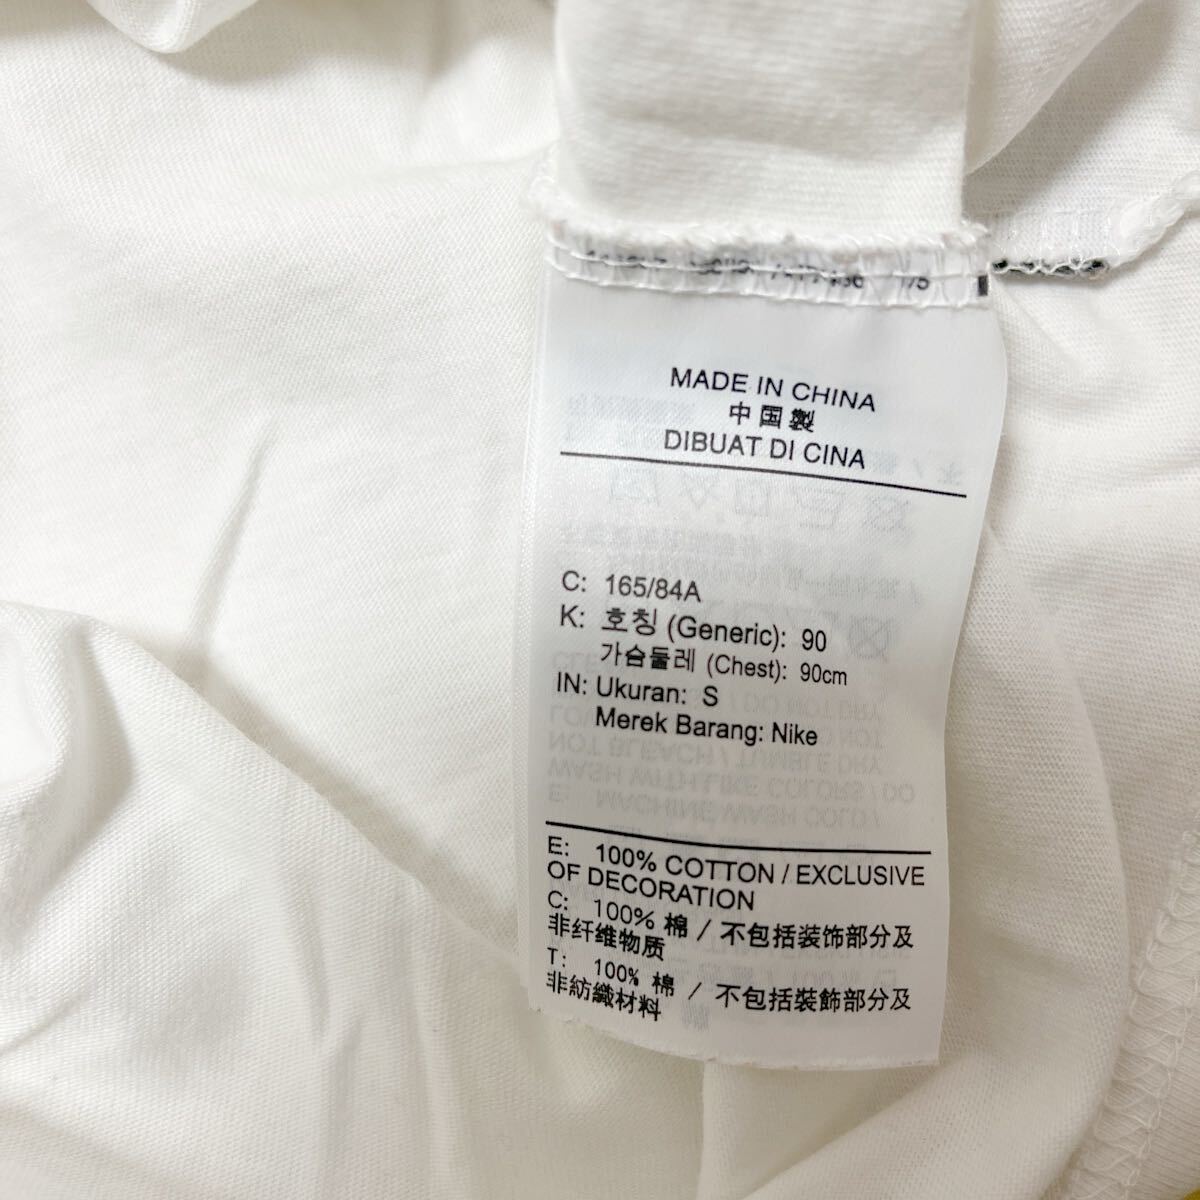 MADE IN CHINA
中国製
DIBUAT DI CINA
C: 165/84A
K: 호칭 (Generic): 90
가슴둘레 (Chest): 90cm
IN: Ukuran: S
Merek Barang: Nike
E: 100% COTTON / EXCLUSIVE
OF DECORATION
C: 100% 棉 / 不包括装饰部分及
非纤维物质
T: 100% 棉 / 不包括裝飾部分及
非紡織材料